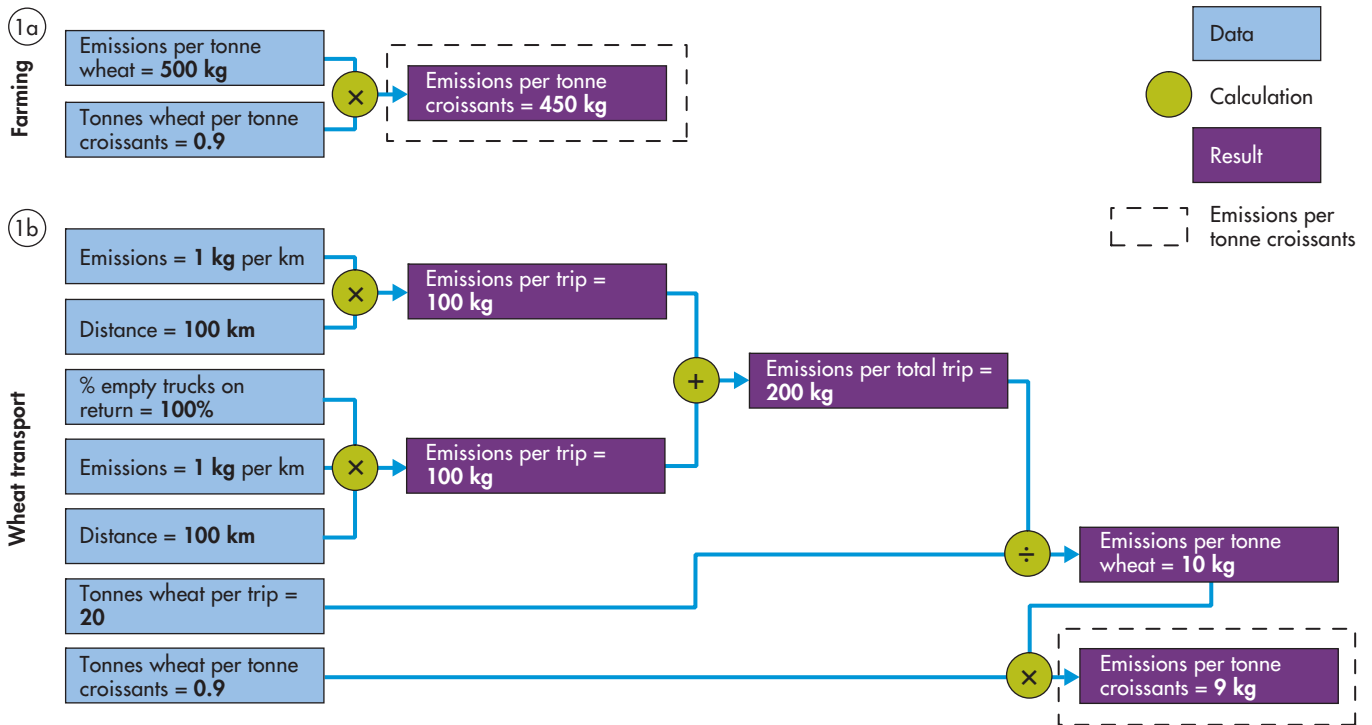 1a
Farming
Emissions per tonne
wheat = 500 kg
Tonnes wheat per tonne
croissants = 0.9
×
Emissions per tonne
croissants = 450 kg
Data
Calculation
Result
Emissions per
tonne croissants
1b
Wheat transport
Emissions = 1 kg per km
Distance = 100 km
×
Emissions per trip =
100 kg
% empty trucks on
return = 100%
Emissions = 1 kg per km
Distance = 100 km
×
Emissions per trip =
100 kg
+
Emissions per total trip =
200 kg
Tonnes wheat per trip =
20
÷
Emissions per tonne
wheat = 10 kg
Tonnes wheat per tonne
croissants = 0.9
×
Emissions per tonne
croissants = 9 kg